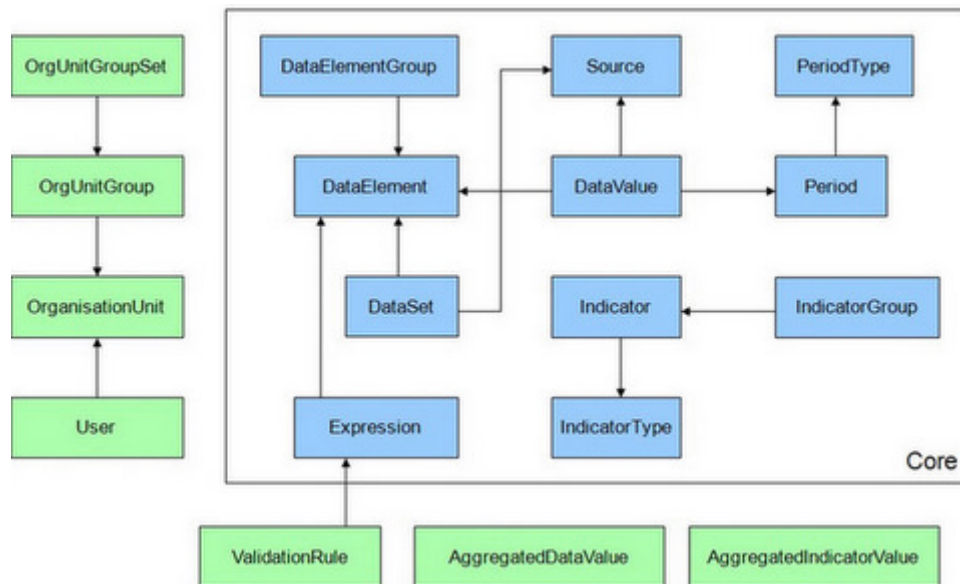 OrgUnitGroupSet
DataElementGroup
Source
PeriodType
OrgUnitGroup
DataElement
DataValue
Period
OrganisationUnit
DataSet
Indicator
IndicatorGroup
User
Expression
IndicatorType
Core
ValidationRule
AggregatedDataValue
AggregatedIndicatorValue